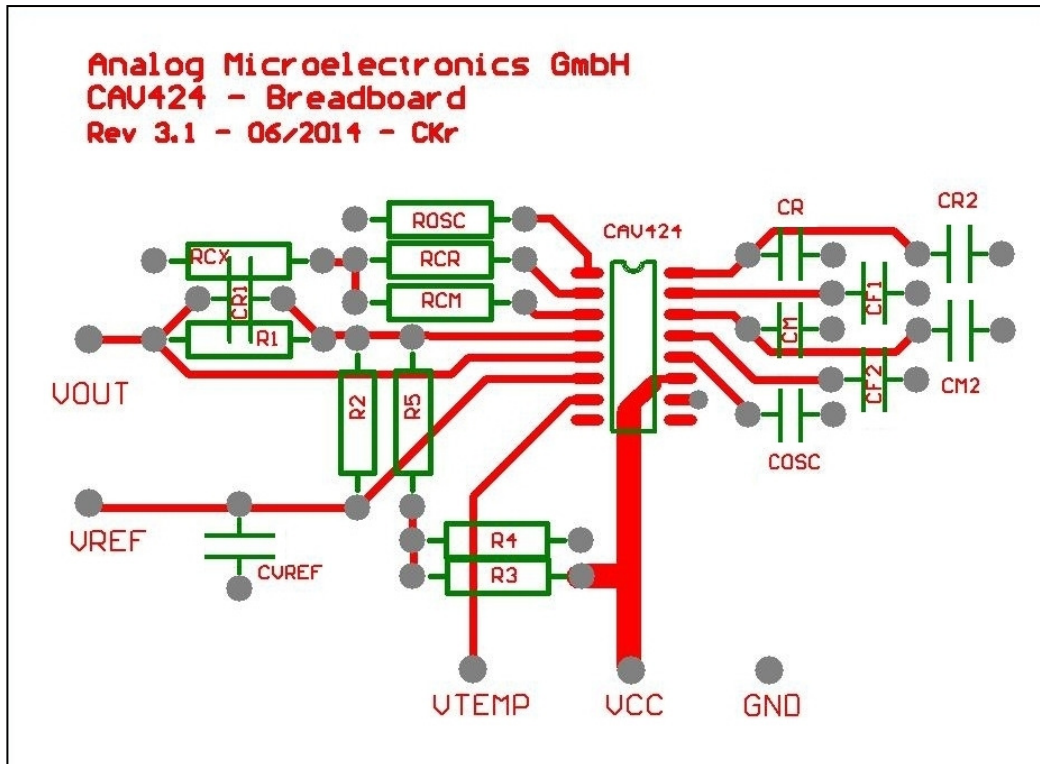 Analog Microelectronics GmbH
CAV424 - Breadboard
Rev 3.1 - 06/2014 - CKr
CR
CR2
ROSC
CAV424
RCX
RCR
CR1
RCM
CF1
R1
CM
VOUT
R2
R5
CF2
CM2
COSC
VREF
R4
CVREF
R3
VTEMP
VCC
GND